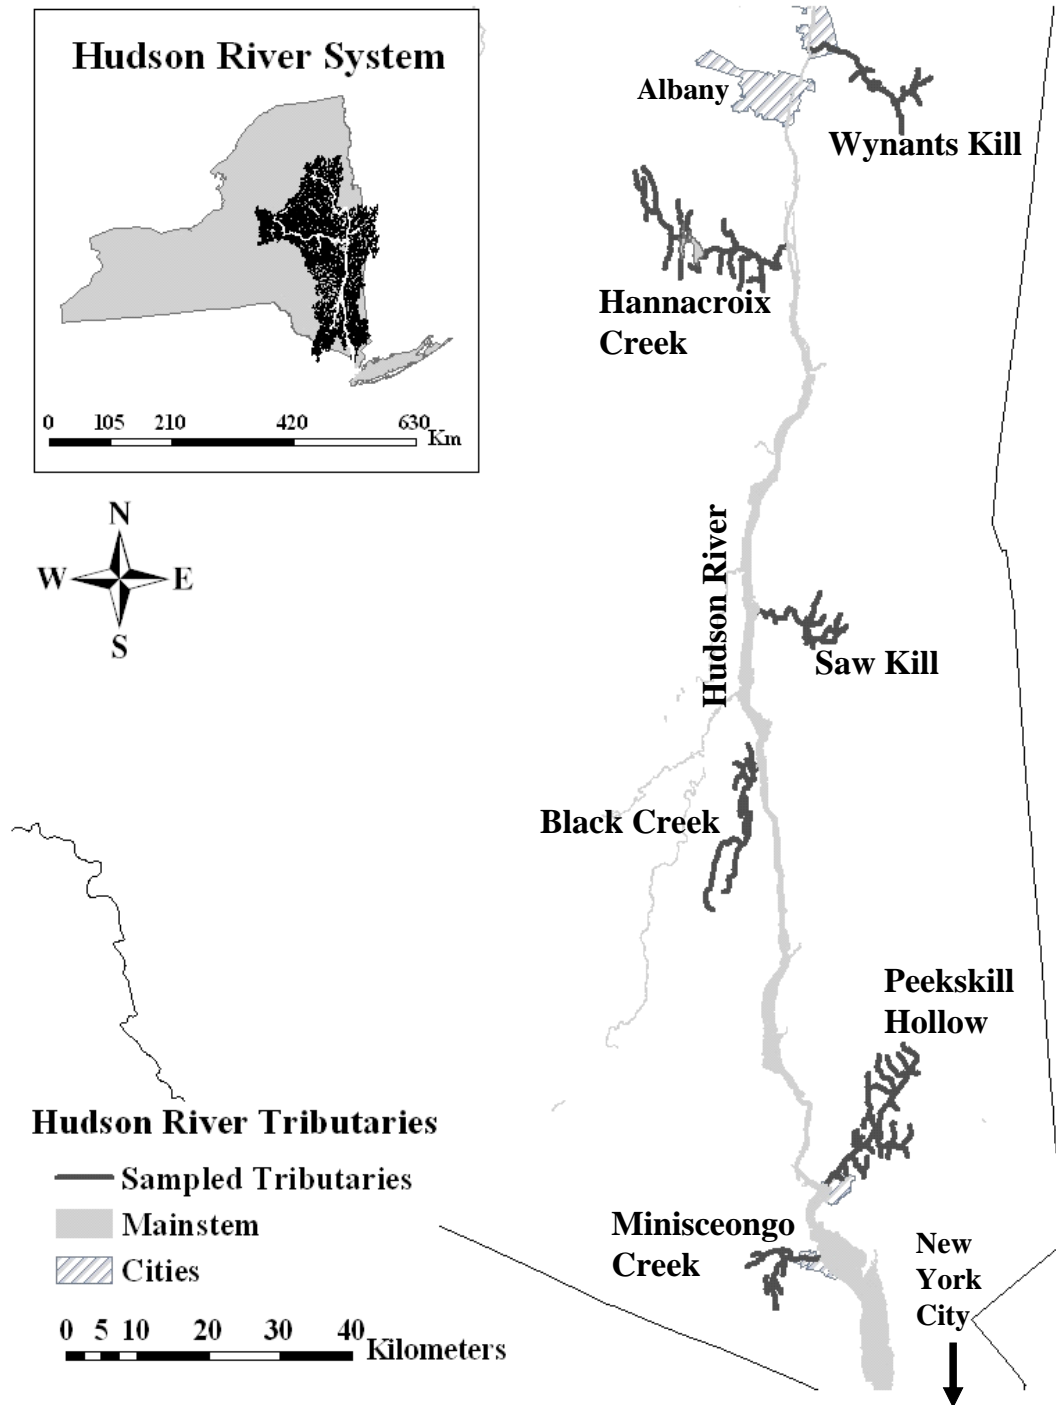 Hudson River System
0 105 210 420 630 Km
N
W E
S
Albany
Wynants Kill
Hannacroix
Creek
Hudson River
Saw Kill
Black Creek
Peekskill
Hollow
Minisceongo
Creek
New
York
City
Hudson River Tributaries
Sampled Tributaries
Mainstem
Cities
0 5 10 20 30 40 Kilometers